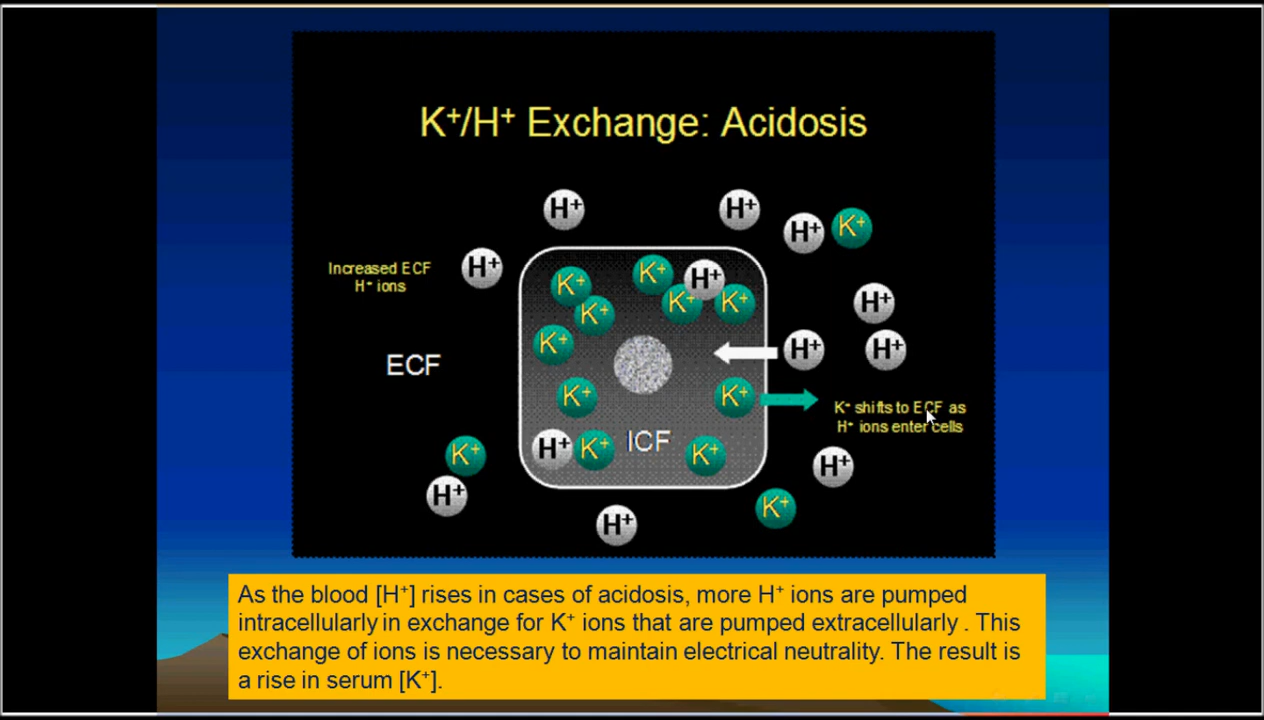 K⁺/H⁺ Exchange: Acidosis
H⁺
H⁺
H⁺ K⁺
Increased ECF
H⁺ ions
H⁺
K⁺
K⁺
H⁺
K⁺
K⁺
K⁺
H⁺
K⁺
K⁺
H⁺
H⁺
ECF
K⁺
K⁺
K⁺ shifts to ECF as
H⁺ ions enter cells
ICF
H⁺ K⁺
K⁺
K⁺
H⁺
H⁺
K⁺
H⁺
As the blood [H⁺] rises in cases of acidosis, more H⁺ ions are pumped
intracellularly in exchange for K⁺ ions that are pumped extracellularly . This
exchange of ions is necessary to maintain electrical neutrality. The result is
a rise in serum [K⁺].